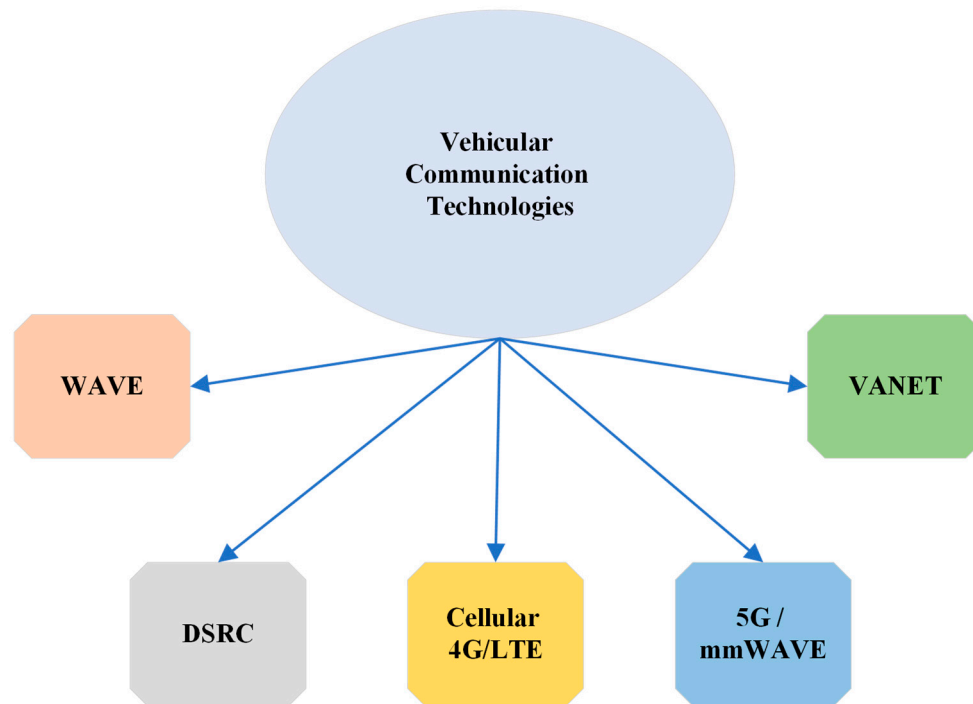 Vehicular
Communication
Technologies
WAVE
VANET
DSRC
Cellular
4G/LTE
5G /
mmWAVE